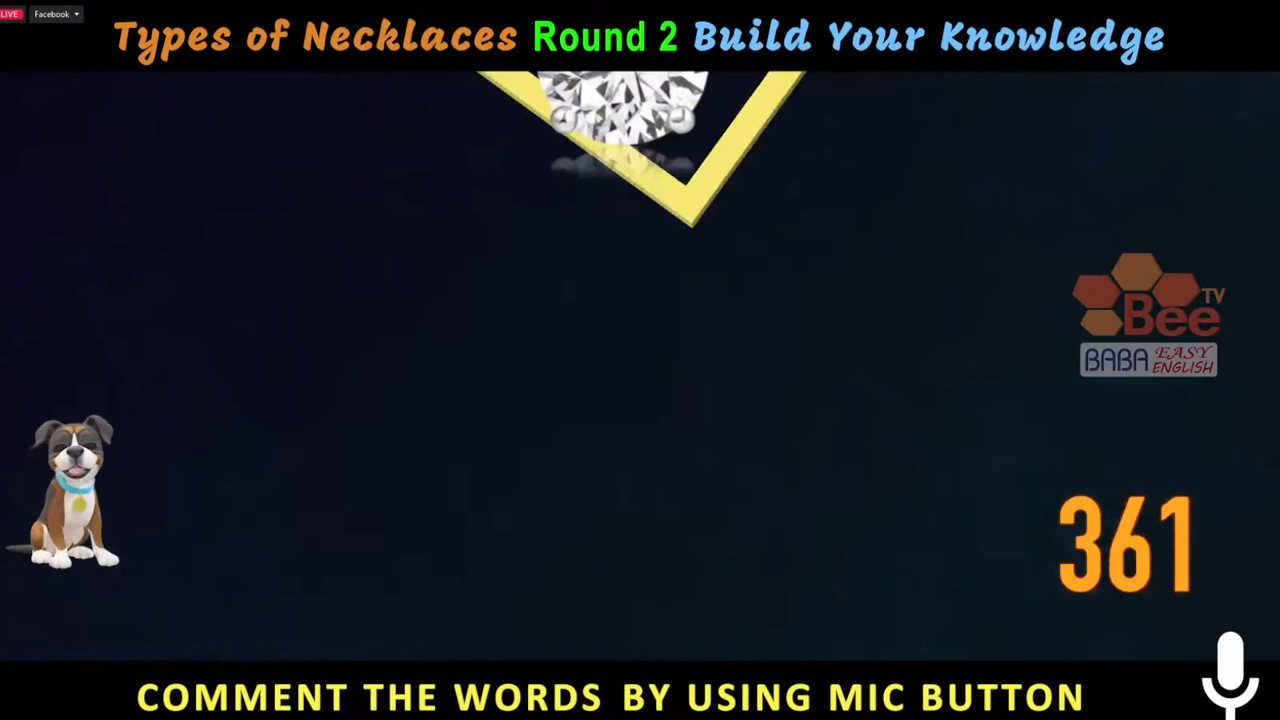 LIVE
Facebook
Types of Necklaces Round 2 Build Your Knowledge
Bee TV
BABA EASY ENGLISH
361
COMMENT THE WORDS BY USING MIC BUTTON